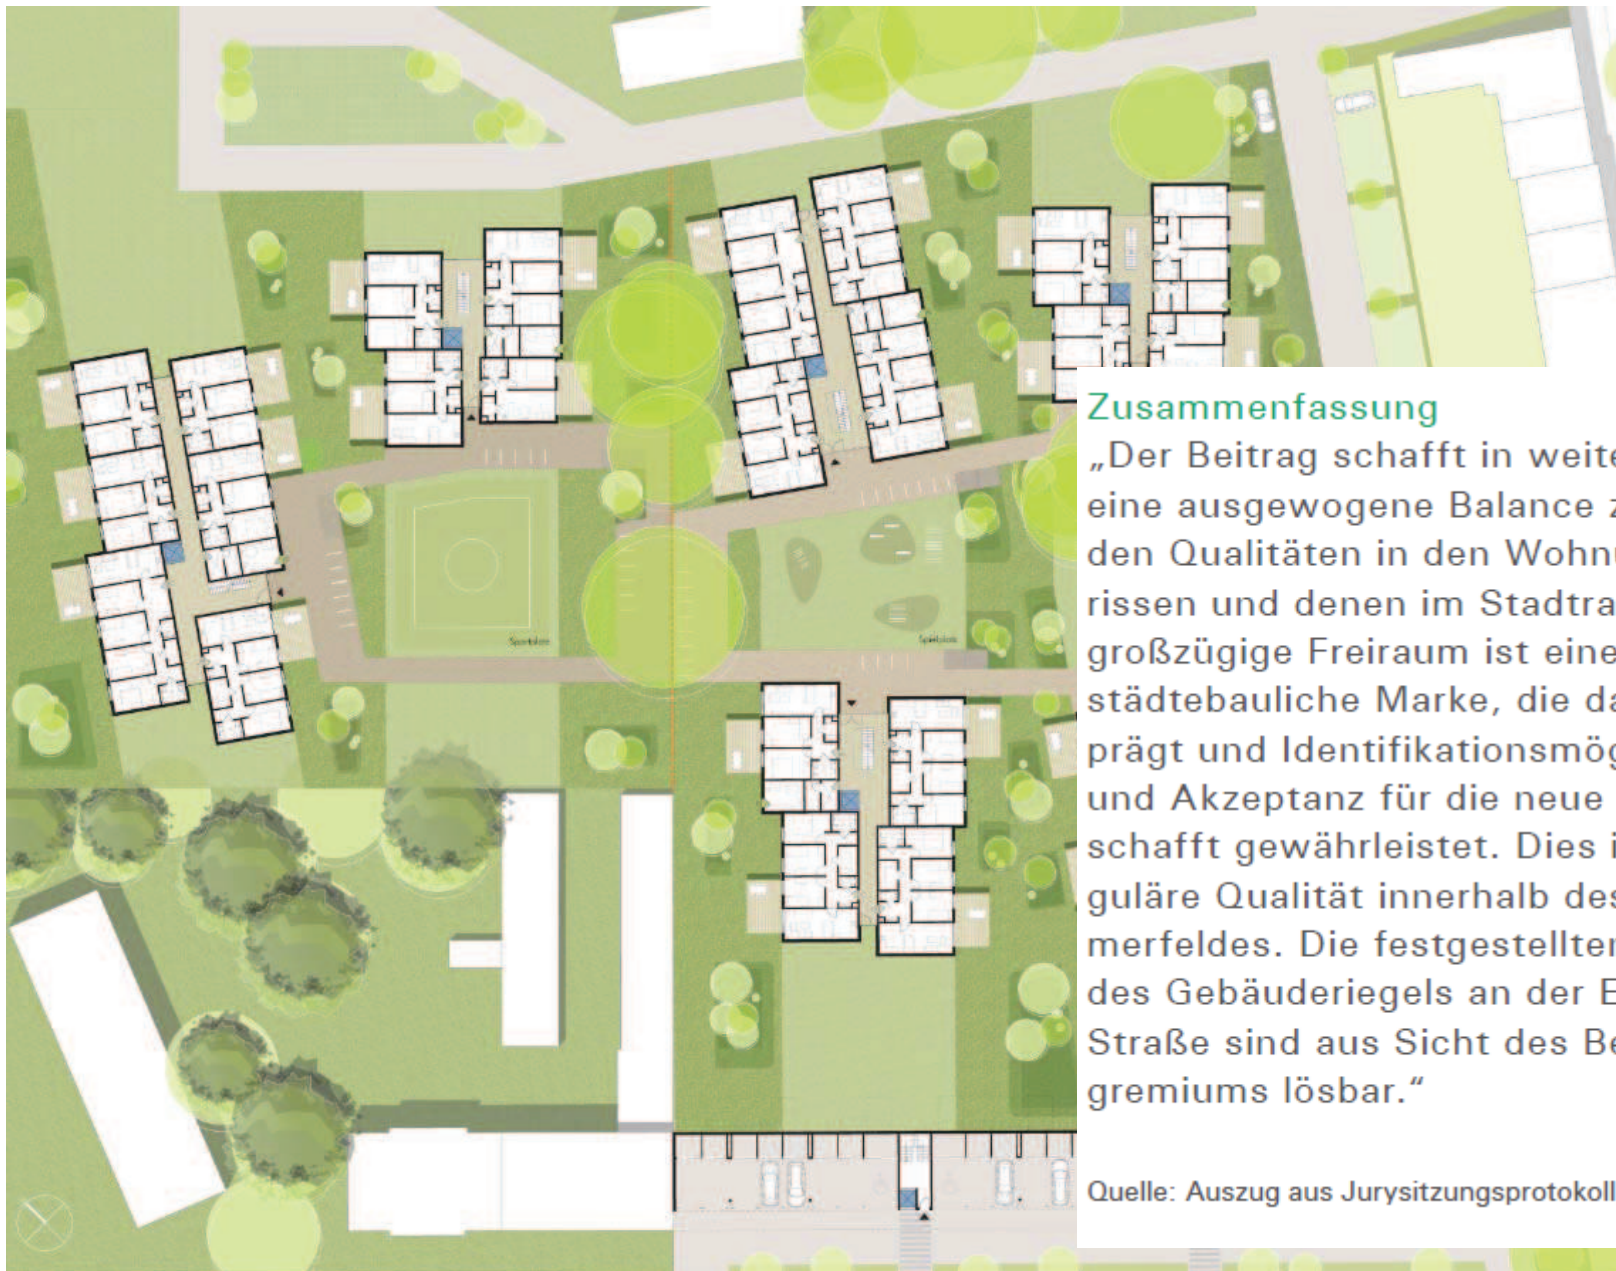 Sportplatz
Spielplatz
Zusammenfassung
„Der Beitrag schafft in weite
eine ausgewogene Balance z
den Qualitäten in den Wohnu
rissen und denen im Stadtra
großzügige Freiraum ist eine
städtebauliche Marke, die da
prägt und Identifikationsmög
und Akzeptanz für die neue
schafft gewährleistet. Dies i
guläre Qualität innerhalb des
merfeldes. Die festgestellten
des Gebäuderiegels an der E
Straße sind aus Sicht des Be
gremiums lösbar.“
Quelle: Auszug aus Jurysitzungsprotokoll